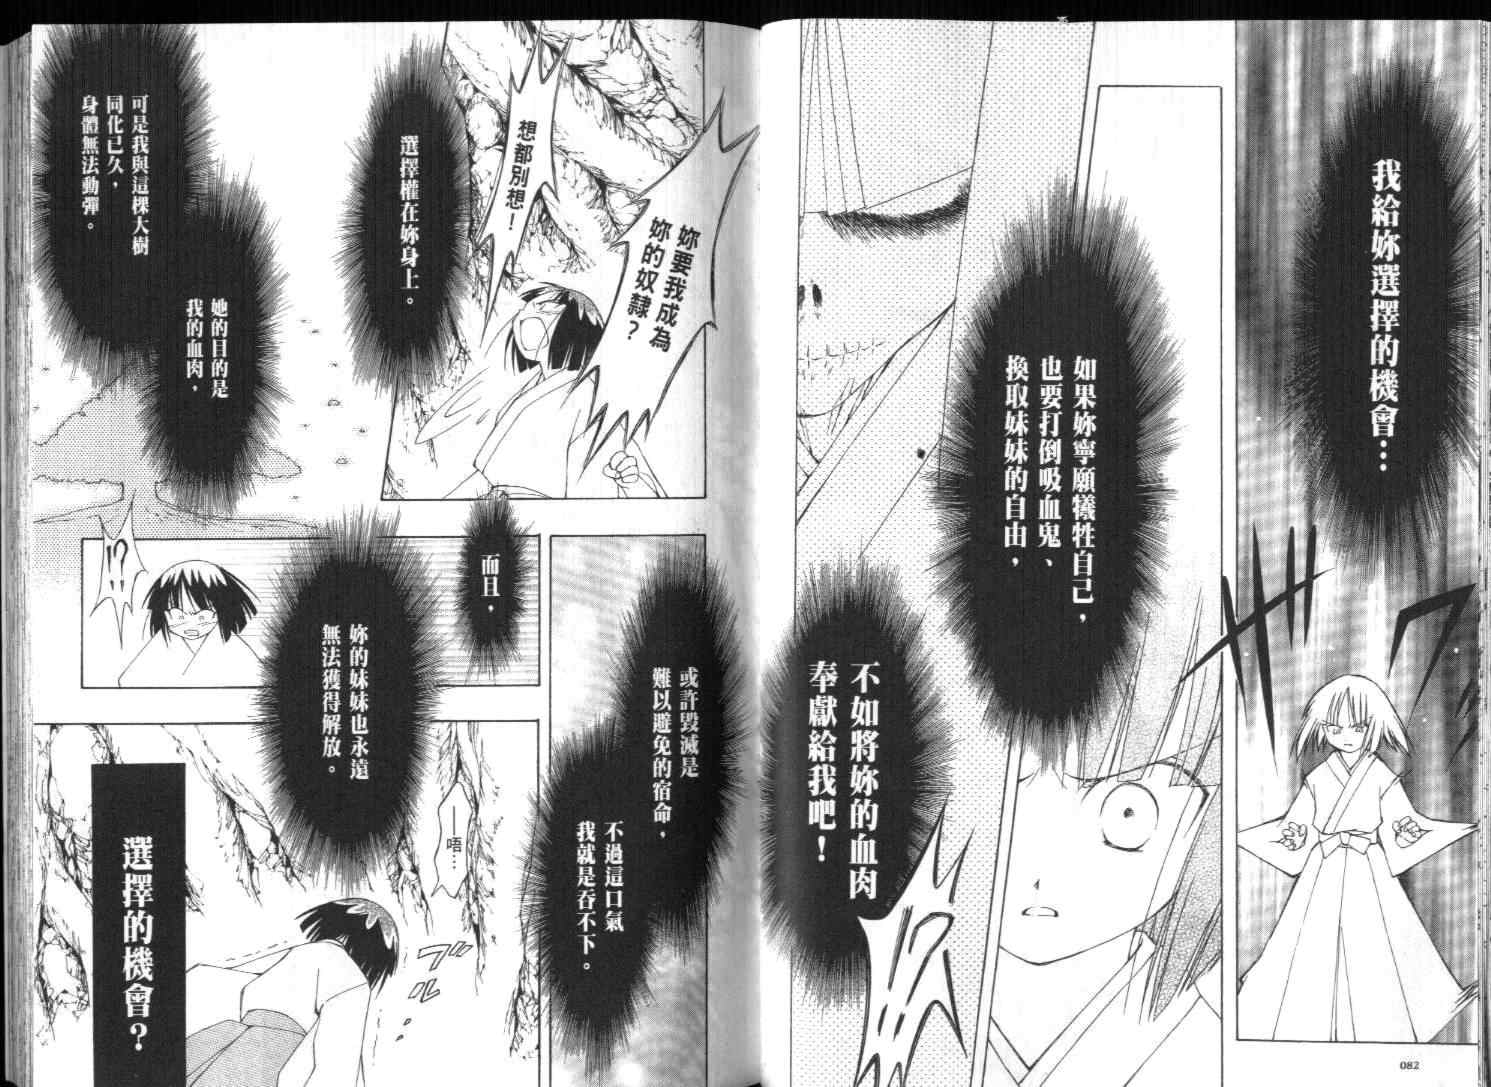 我給妳選擇的機會…
如果妳寧願犧牲自己，
也要打倒吸血鬼、
換取妹妹的自由，
不如將妳的血肉
奉獻給我吧！
!?
082
妳要我成為
妳的奴隸？
想都別想！
選擇權在妳身上。
可是我與這棵大樹
同化已久，
身體無法動彈。
她的目的是
我的血肉，
或許毀滅是
難以避免的宿命，
不過這口氣
我就是吞不下。
而且，
妳的妹妹也永遠
無法獲得解放。
!?
——唔…
ブル
選擇的機會？